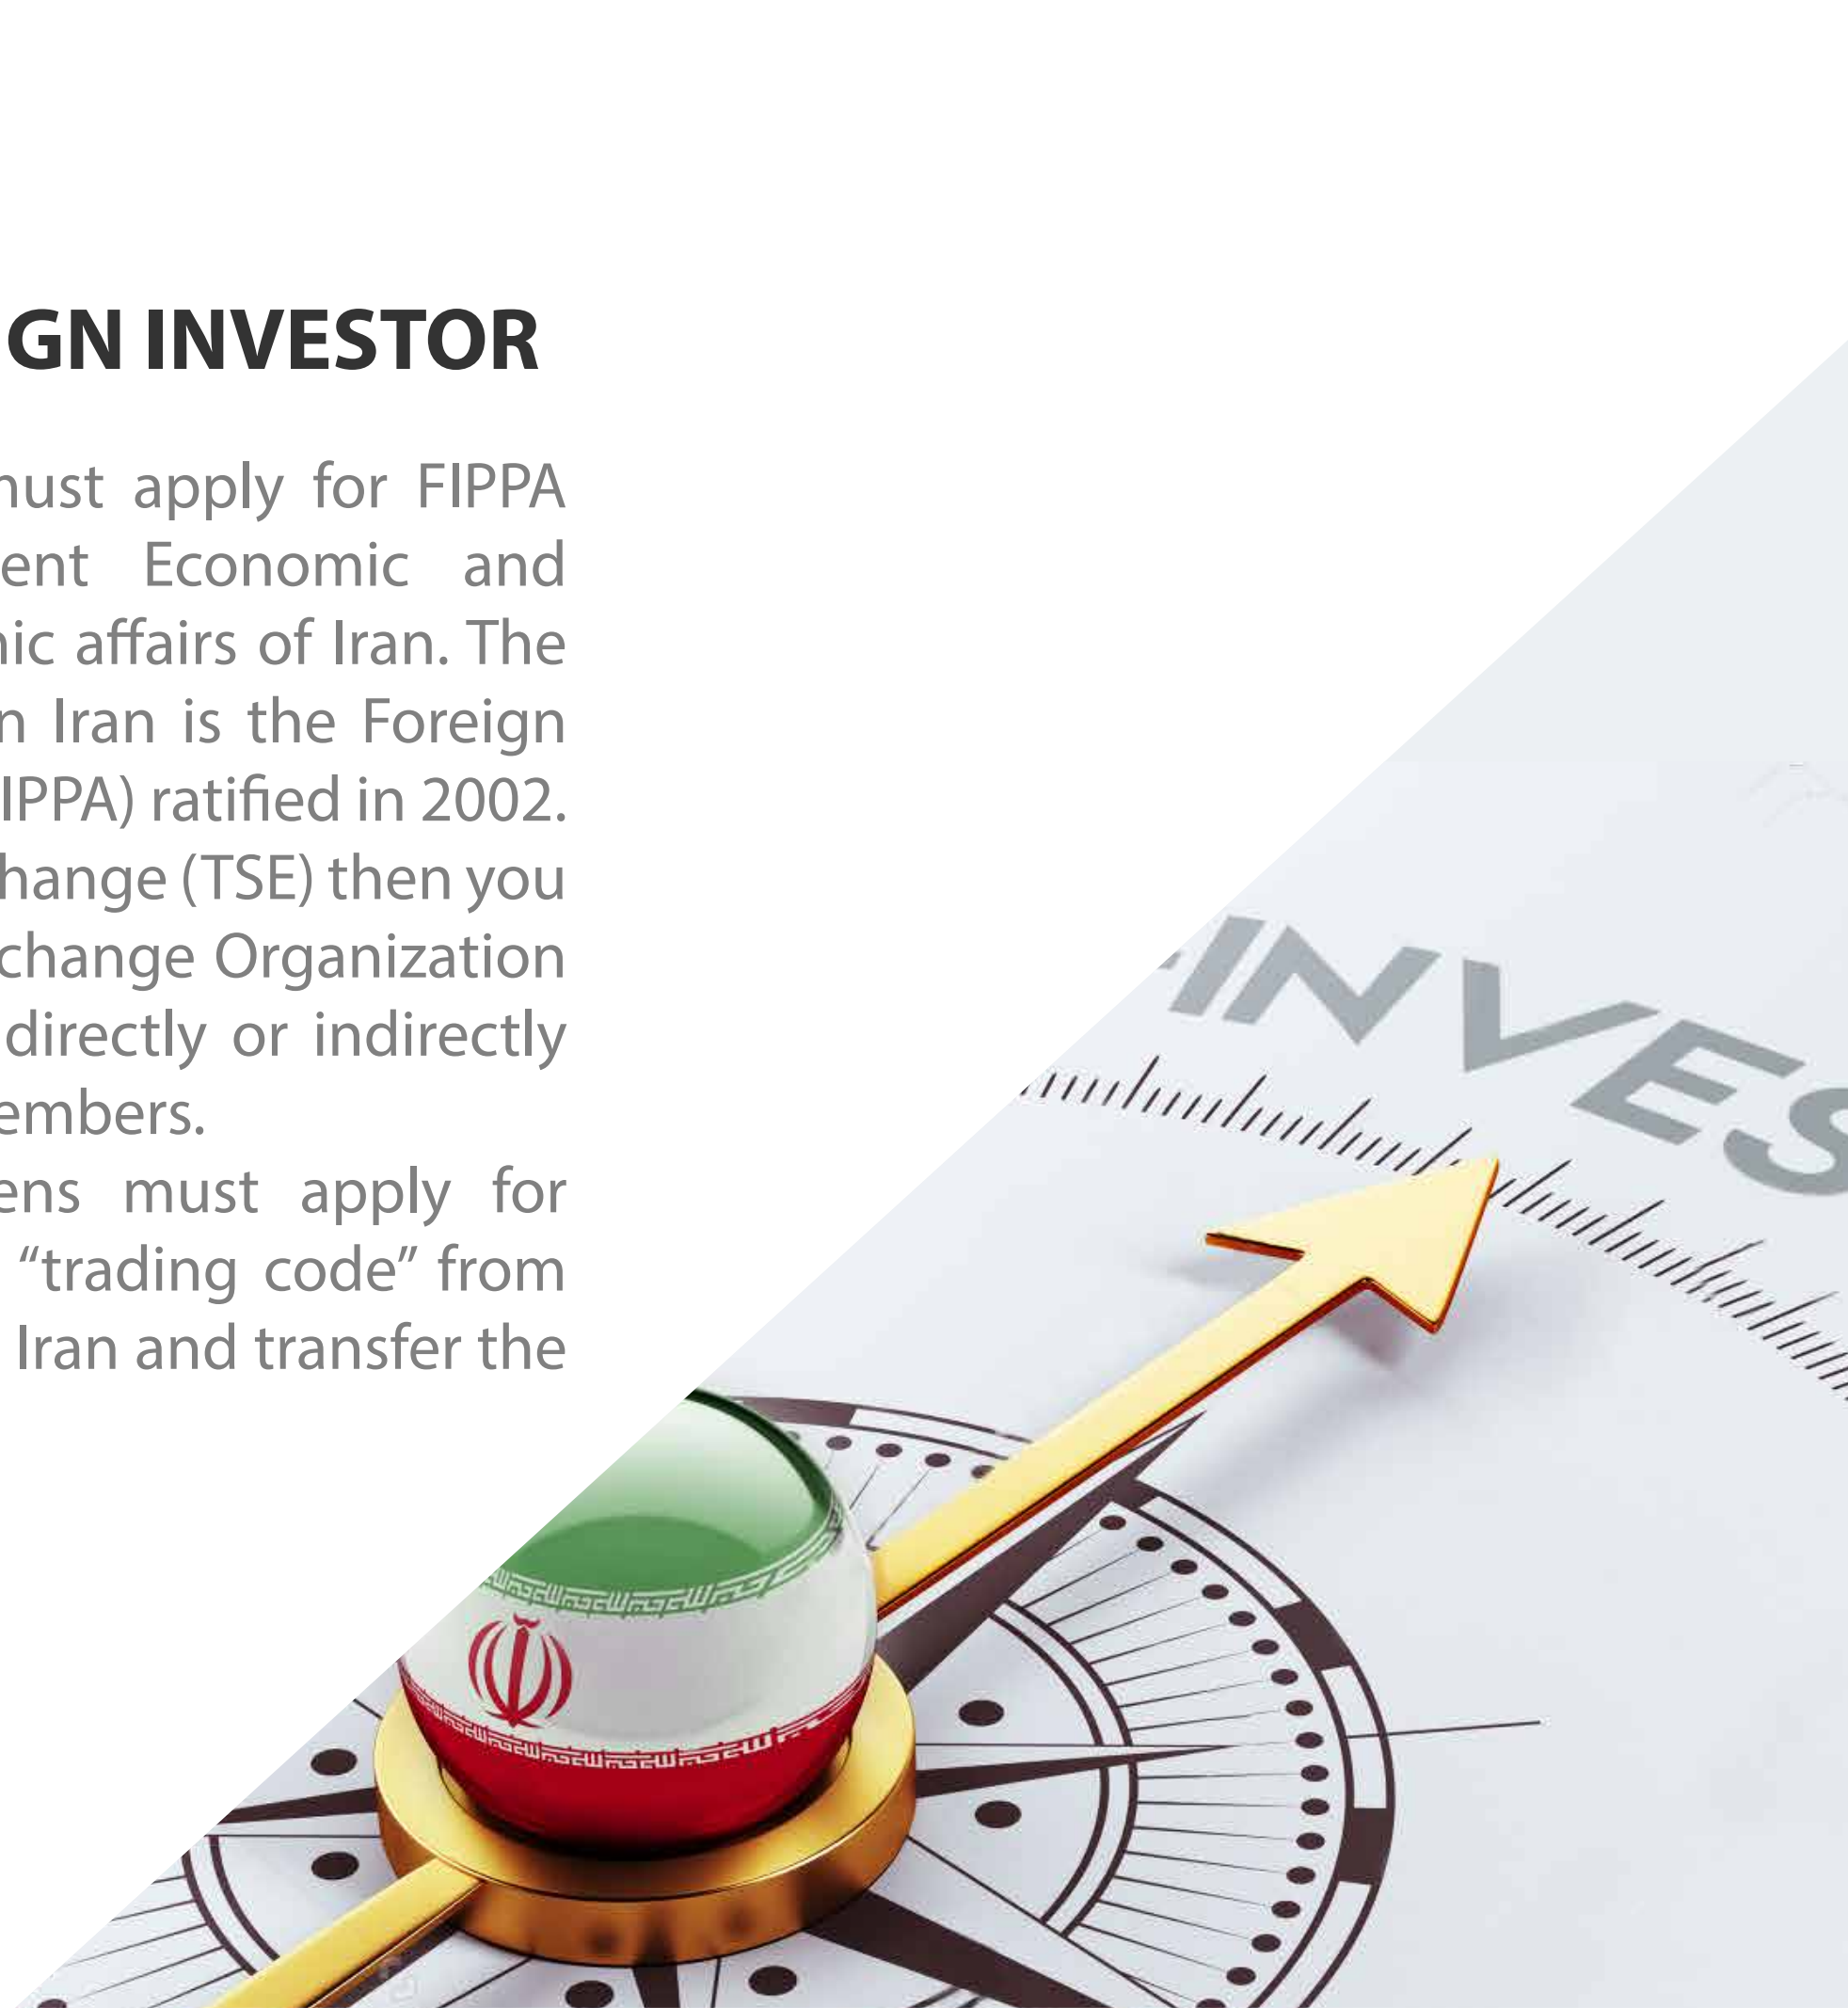 GN INVESTOR
must apply for FIPPA
ent Economic and
nic affairs of Iran. The
n Iran is the Foreign
IPPA) ratified in 2002.
hange (TSE) then you
change Organization
directly or indirectly
embers.
ens must apply for
“trading code” from
Iran and transfer the
INVES